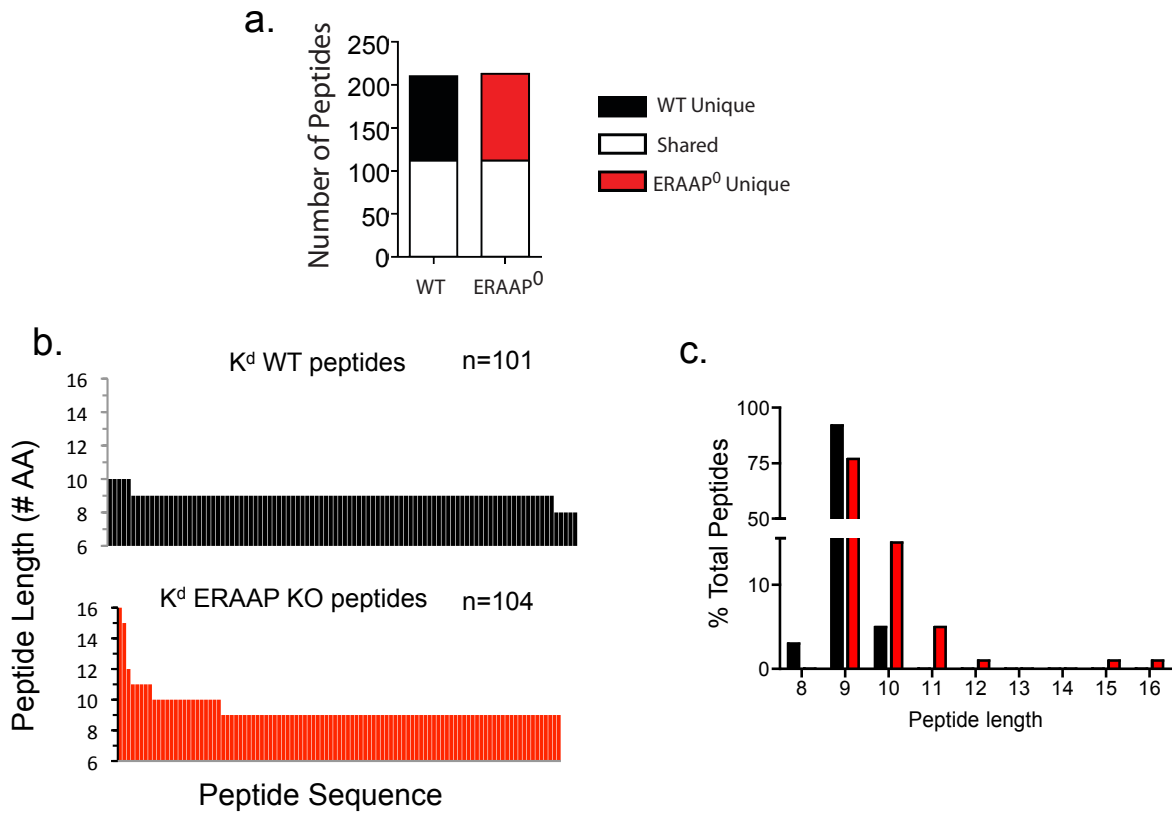 a.
Number of Peptides
250
200
150
100
50
0
WT
ERAAP⁰
WT Unique
Shared
ERAAP⁰ Unique
b.
Kᵈ WT peptides n=101
Peptide Length (# AA)
16
14
12
10
8
6
Kᵈ ERAAP KO peptides n=104
16
14
12
10
8
6
Peptide Sequence
c.
% Total Peptides
100
75
50
10
0
8 9 10 11 12 13 14 15 16
Peptide length